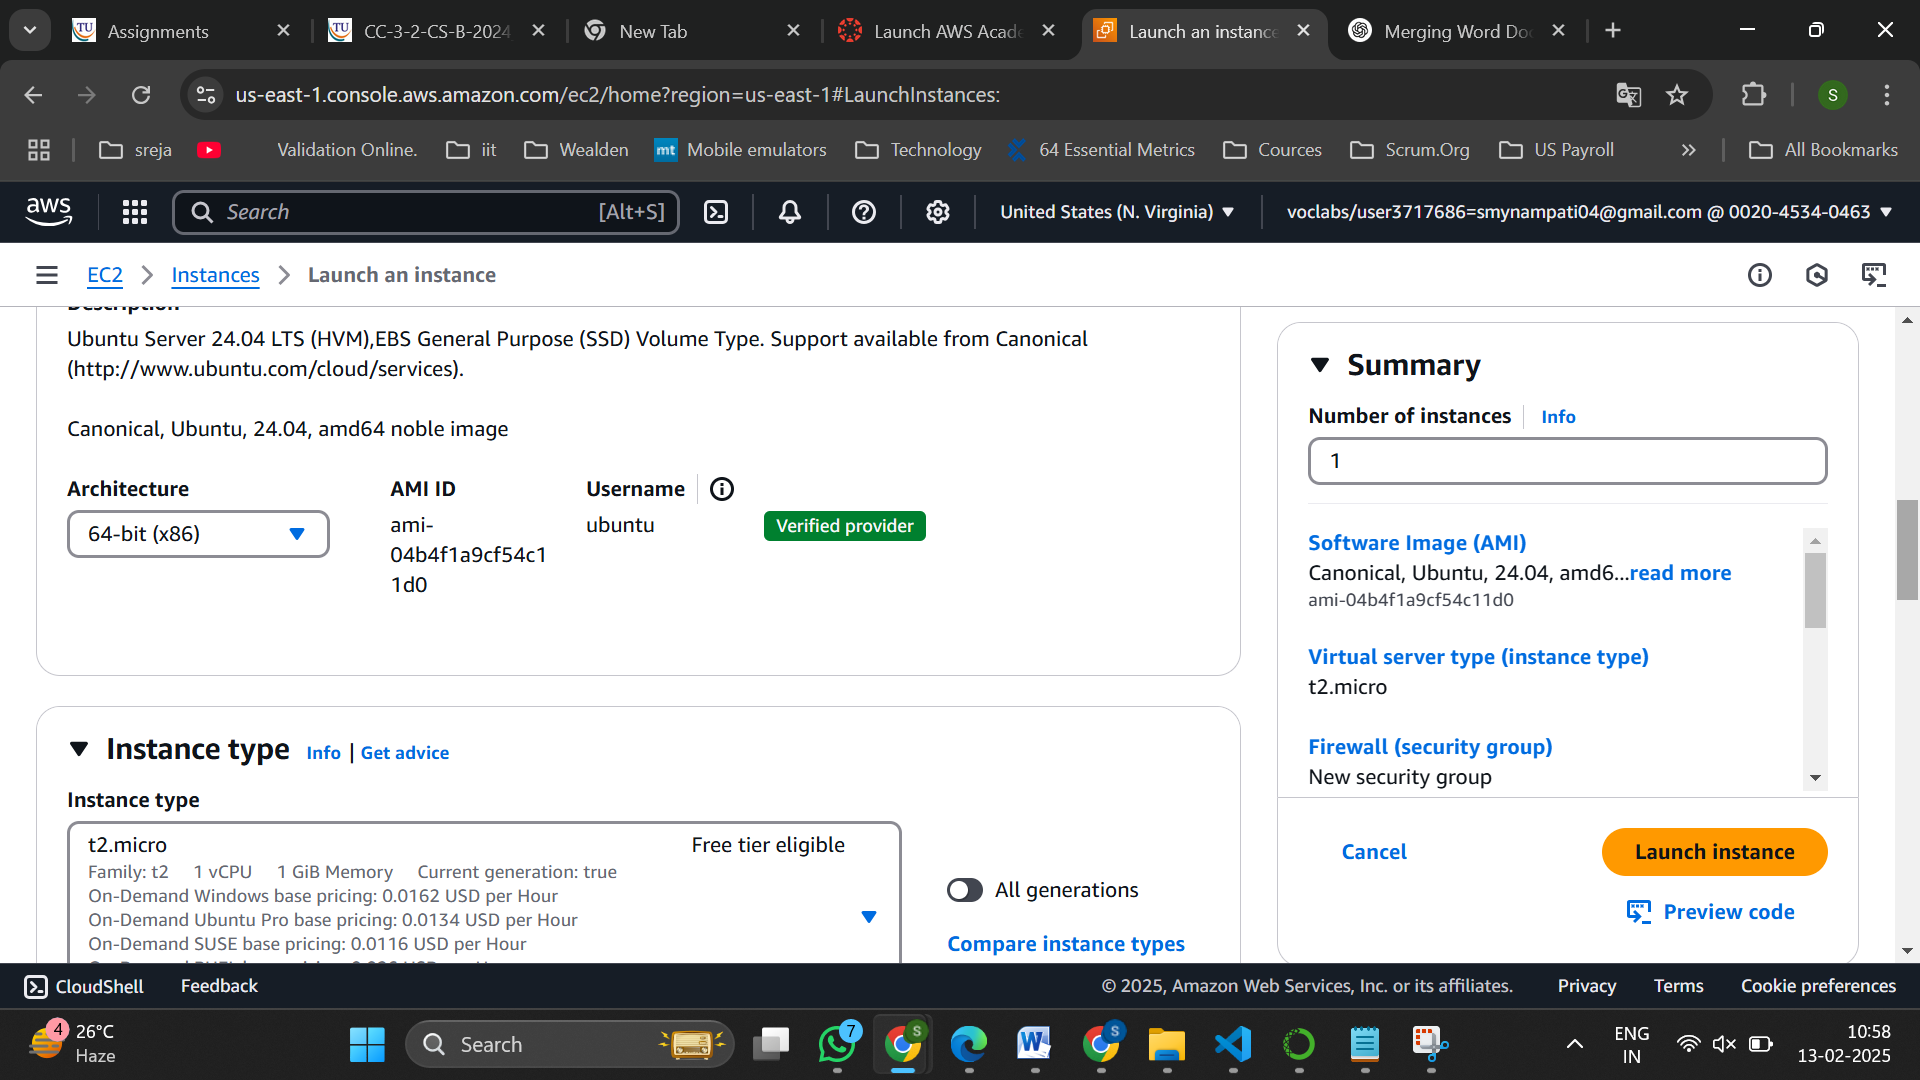 Assignments
CC-3-2-CS-B-2024
New Tab
Launch AWS Acade
Launch an instance
Merging Word Do
us-east-1.console.aws.amazon.com/ec2/home?region=us-east-1#LaunchInstances:
S
sreja
Validation Online.
iit
Wealden
mt Mobile emulators
Technology
64 Essential Metrics
Cources
Scrum.Org
US Payroll
All Bookmarks
aws
Search
[Alt+S]
United States (N. Virginia)
voclabs/user3717686=smynampati04@gmail.com @ 0020-4534-0463
EC2
Instances
Launch an instance
Description
Ubuntu Server 24.04 LTS (HVM),EBS General Purpose (SSD) Volume Type. Support available from Canonical
(http://www.ubuntu.com/cloud/services).
Canonical, Ubuntu, 24.04, amd64 noble image
Architecture
64-bit (x86)
AMI ID
ami-
04b4f1a9cf54c1
1d0
Username
ubuntu
Verified provider
Instance type
Info | Get advice
Instance type
t2.micro
Free tier eligible
Family: t2 1 vCPU 1 GiB Memory Current generation: true
On-Demand Windows base pricing: 0.0162 USD per Hour
On-Demand Ubuntu Pro base pricing: 0.0134 USD per Hour
On-Demand SUSE base pricing: 0.0116 USD per Hour
All generations
Compare instance types
Summary
Number of instances
Info
1
Software Image (AMI)
Canonical, Ubuntu, 24.04, amd6...read more
ami-04b4f1a9cf54c11d0
Virtual server type (instance type)
t2.micro
Firewall (security group)
New security group
Cancel
Launch instance
Preview code
CloudShell
Feedback
© 2025, Amazon Web Services, Inc. or its affiliates.
Privacy
Terms
Cookie preferences
4
26°C
Haze
Search
7
S
S
ENG
IN
10:58
13-02-2025